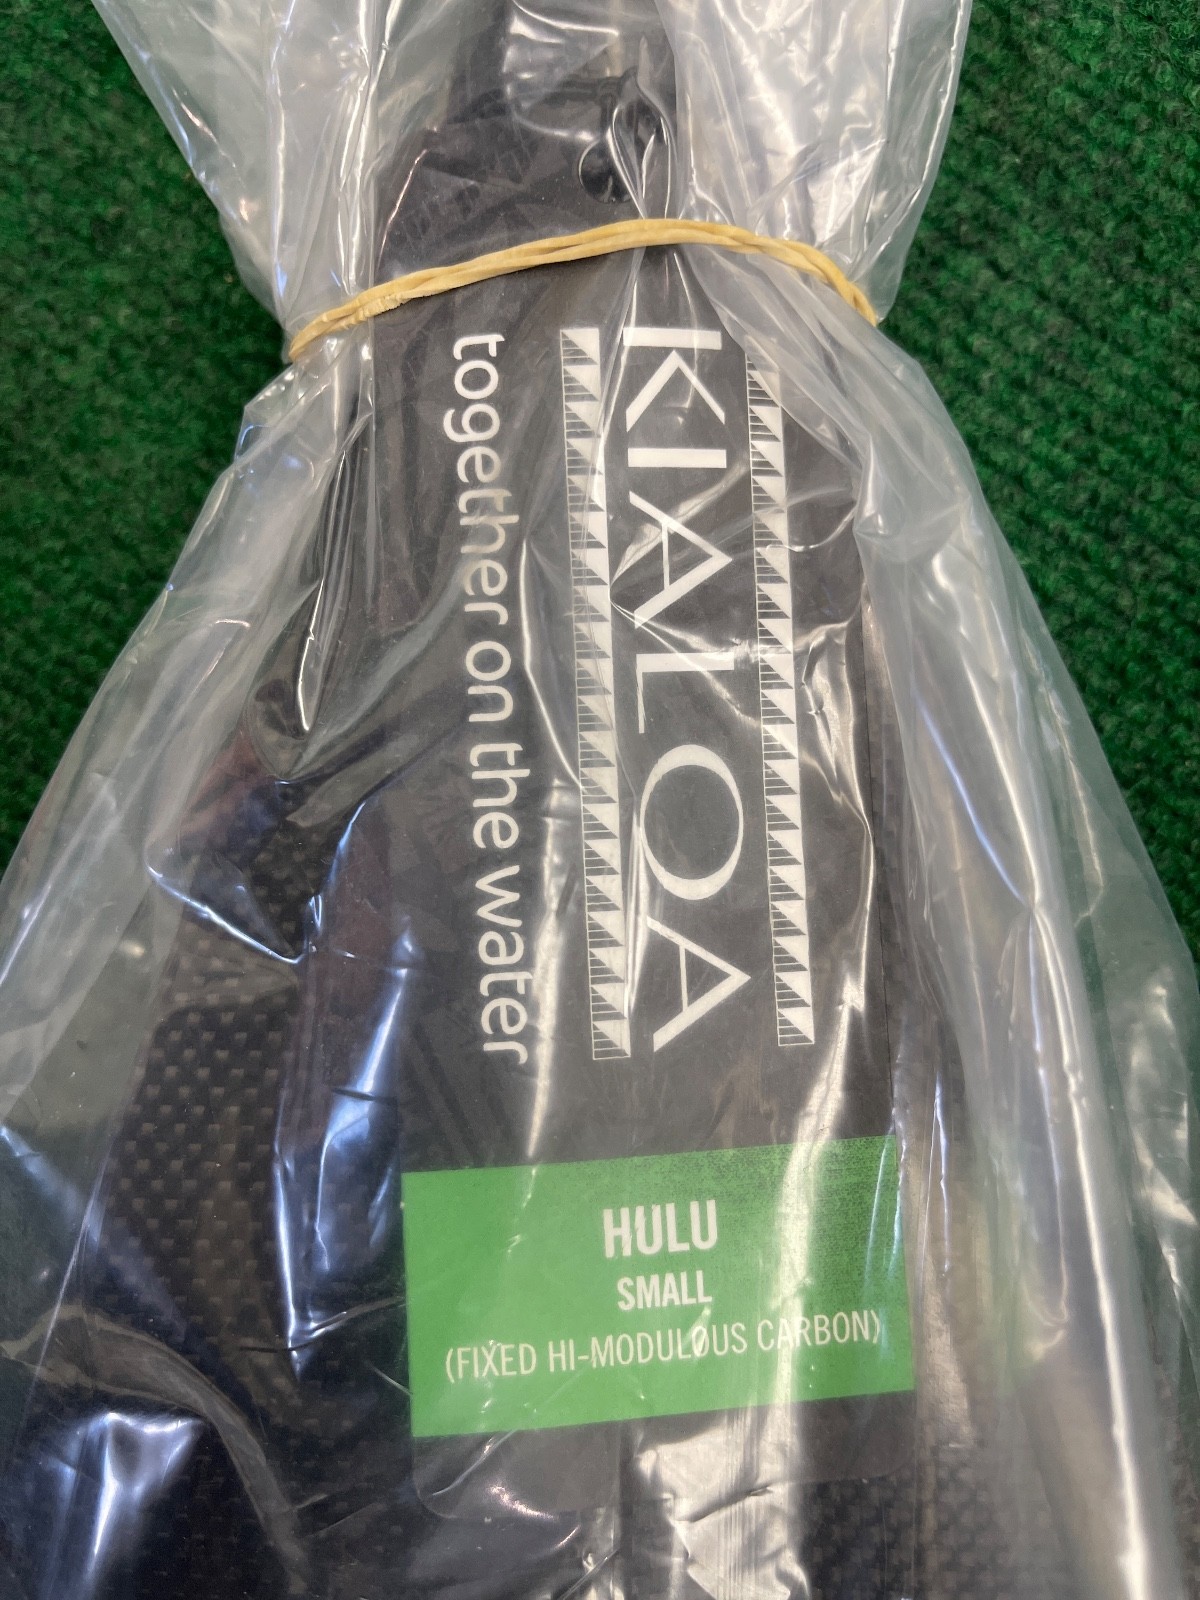 KIALOA
together on the water
HULU
SMALL
(FIXED HI-MODULOUS CARBON)